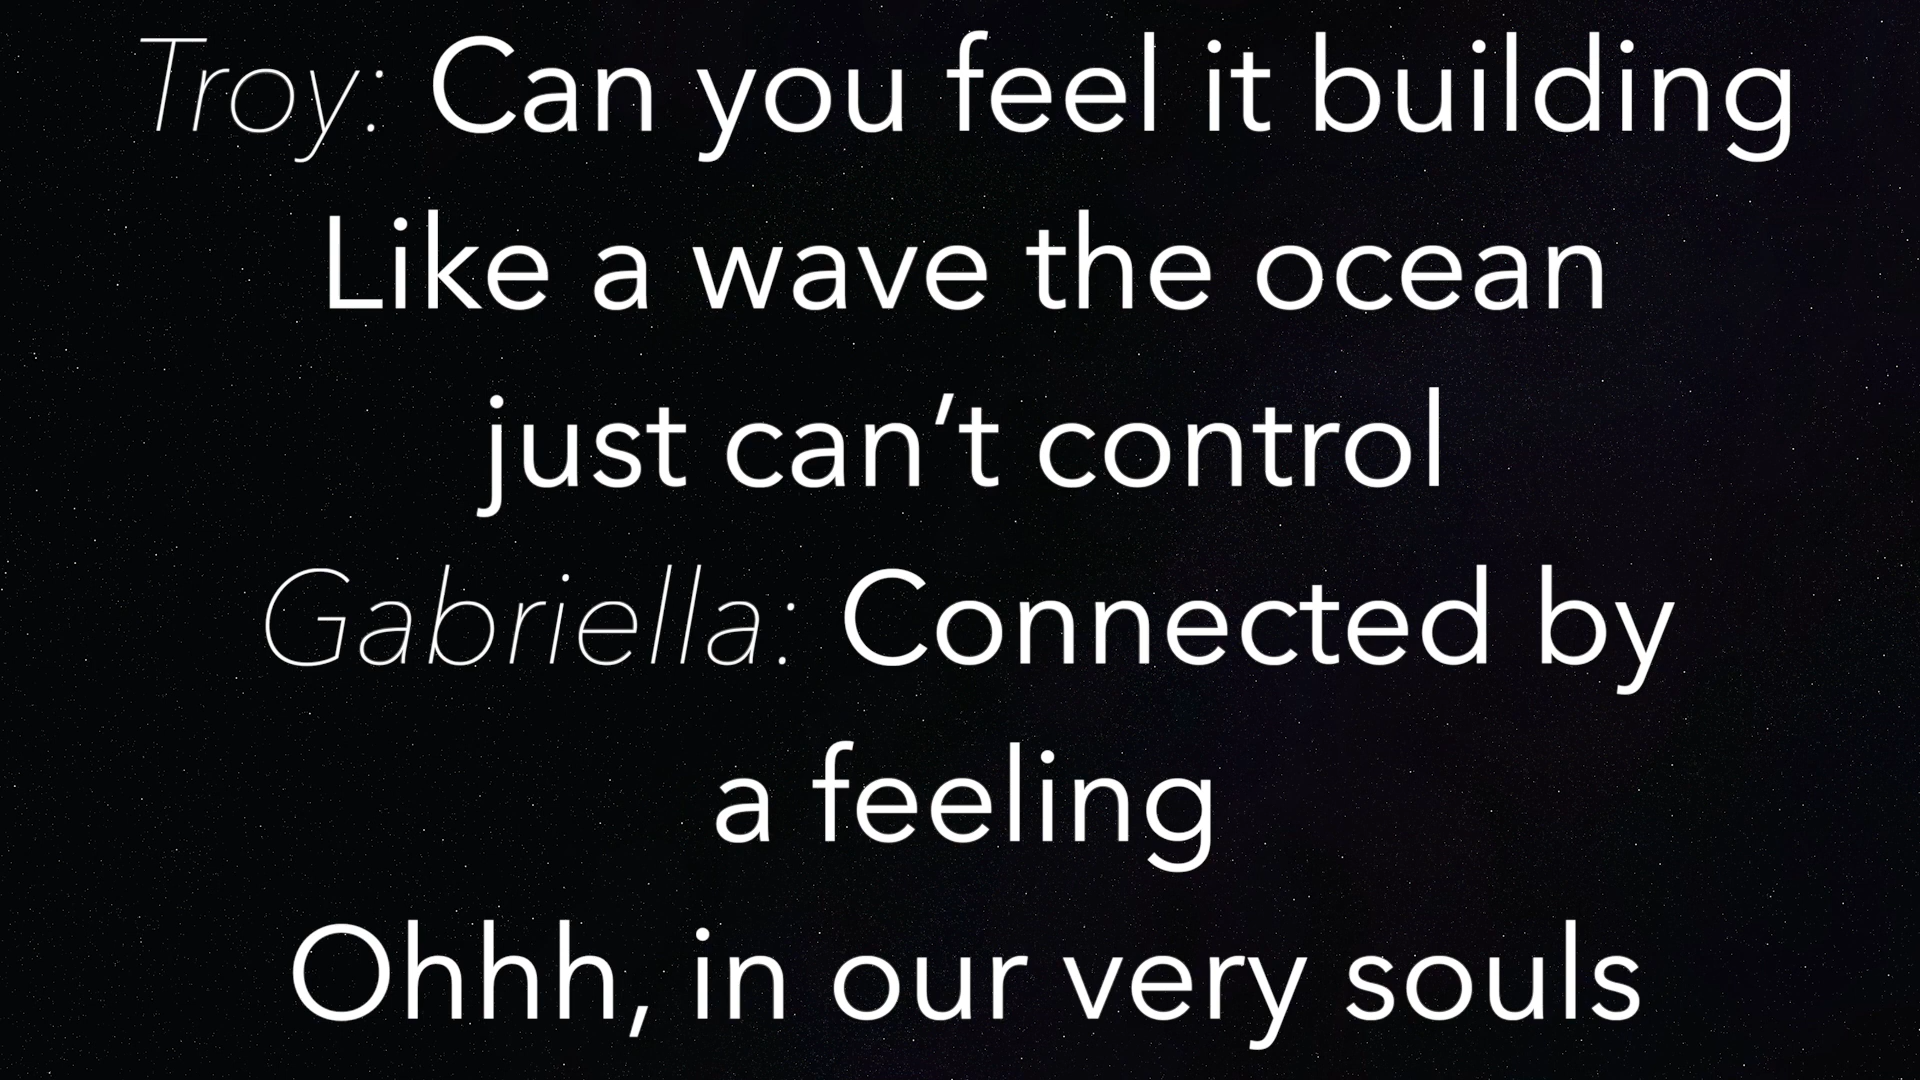 Troy: Can you feel it building
Like a wave the ocean
just can’t control
Gabriella: Connected by
a feeling
Ohhh, in our very souls